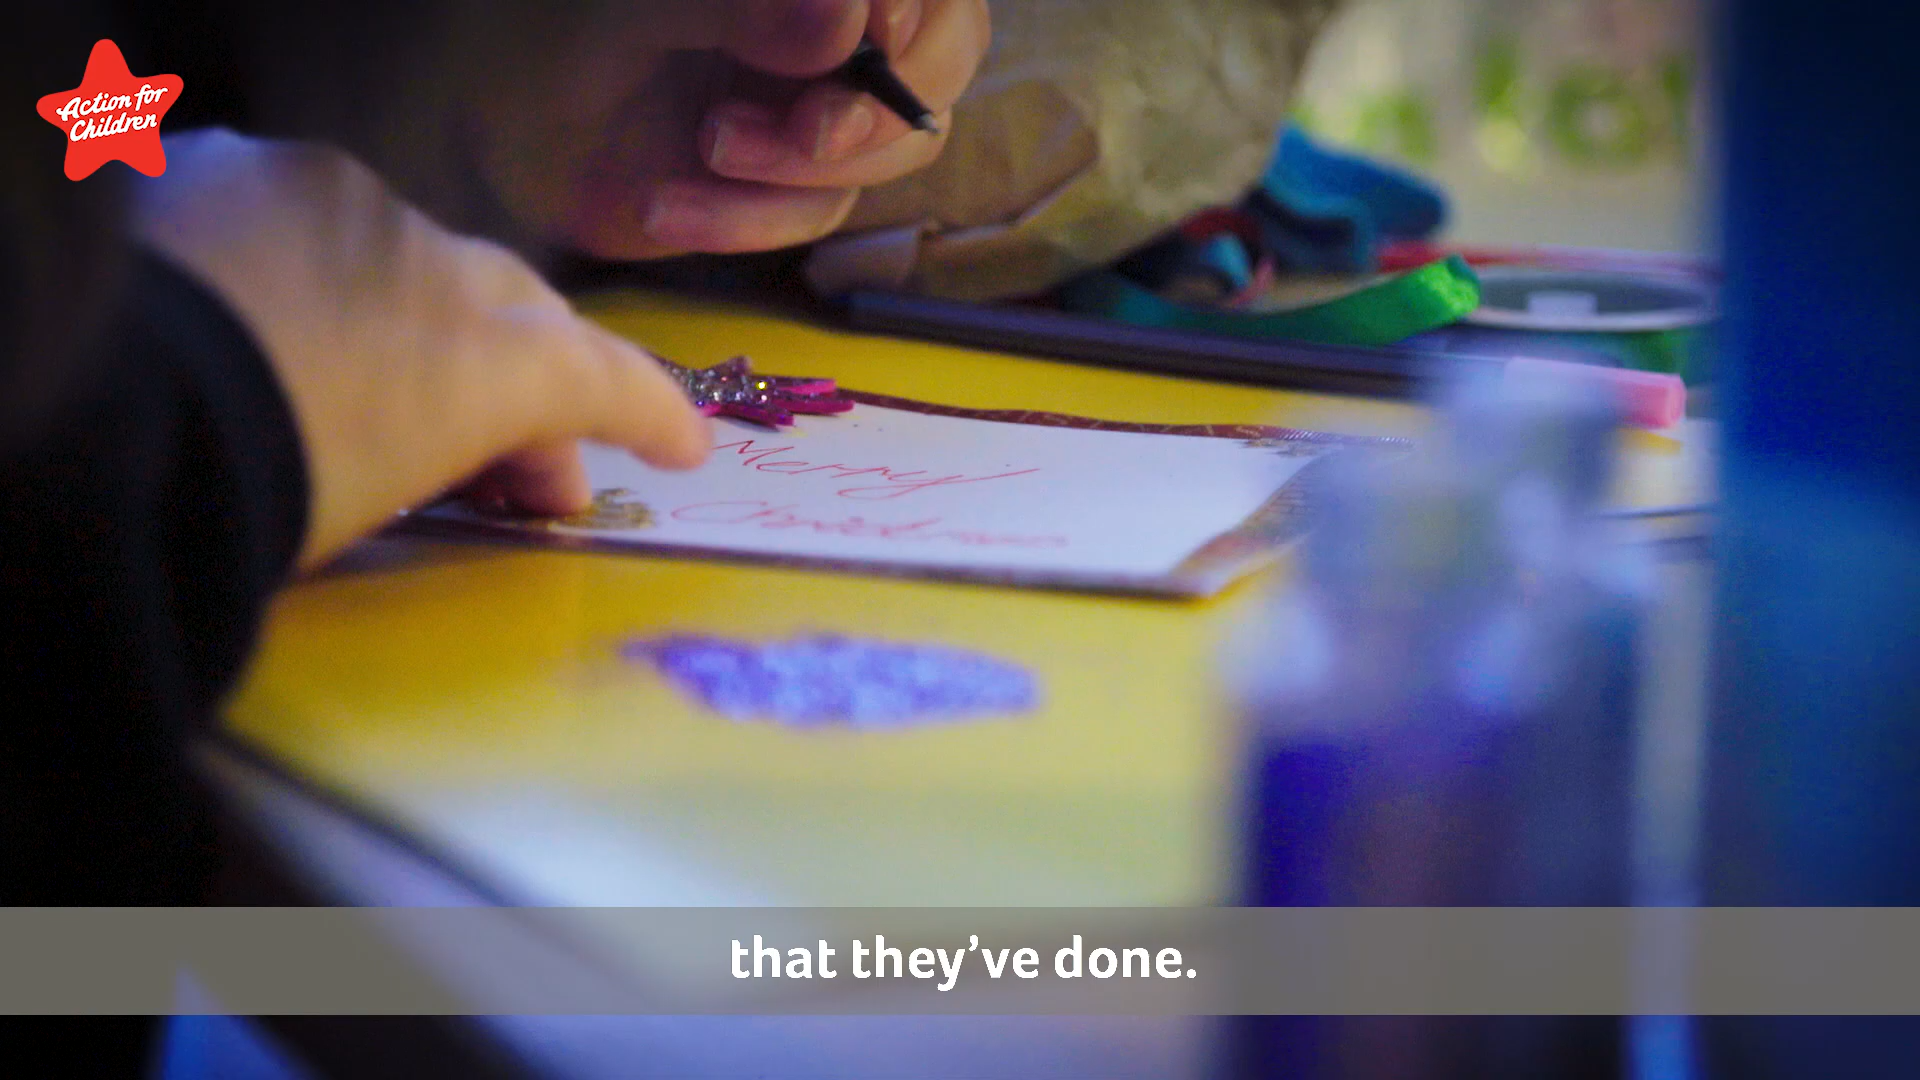 Action for
Children
Merry
Christmas
that they've done.